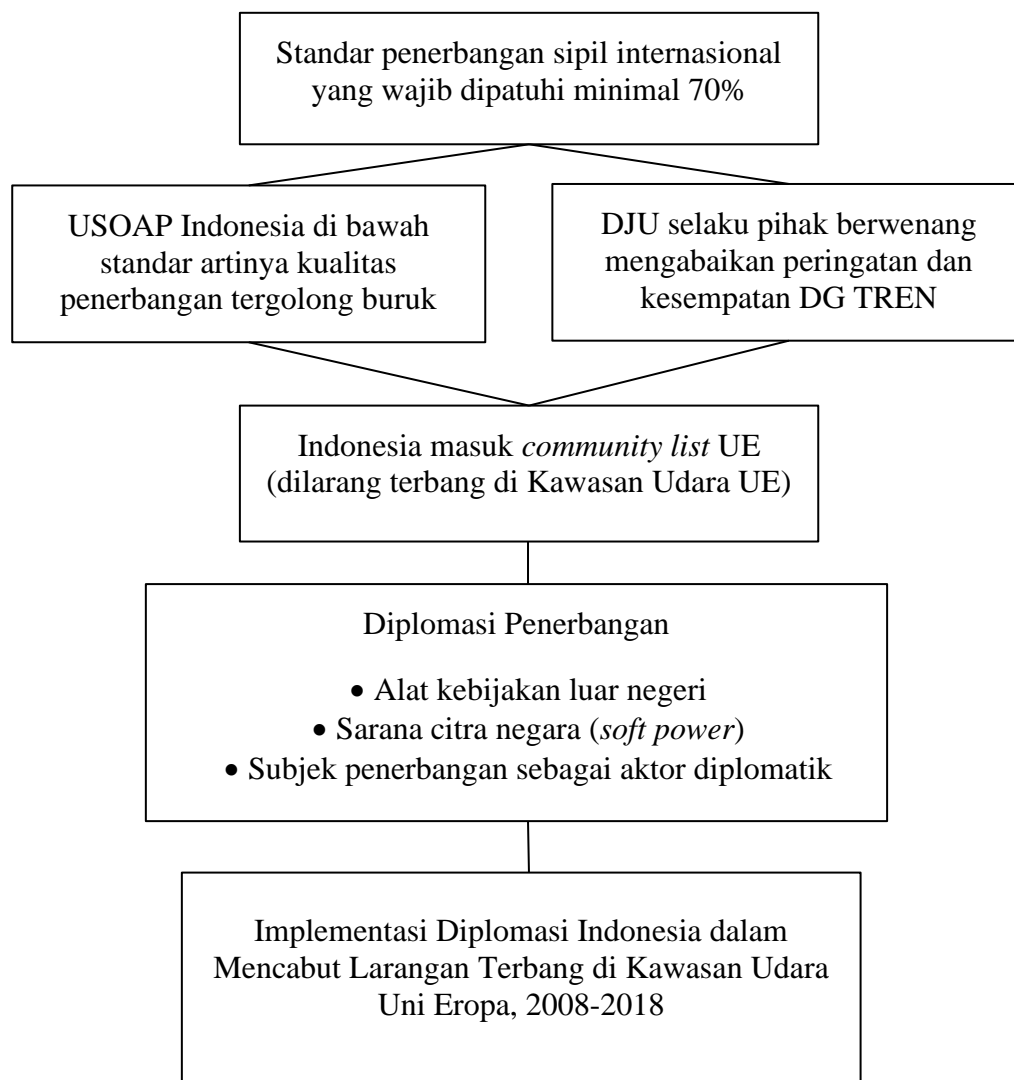 Standar penerbangan sipil internasional
yang wajib dipatuhi minimal 70%
USOAP Indonesia di bawah
standar artinya kualitas
penerbangan tergolong buruk
DJU selaku pihak berwenang
mengabaikan peringatan dan
kesempatan DG TREN
Indonesia masuk community list UE
(dilarang terbang di Kawasan Udara UE)
Diplomasi Penerbangan
• Alat kebijakan luar negeri
• Sarana citra negara (soft power)
• Subjek penerbangan sebagai aktor diplomatik
Implementasi Diplomasi Indonesia dalam
Mencabut Larangan Terbang di Kawasan Udara
Uni Eropa, 2008-2018